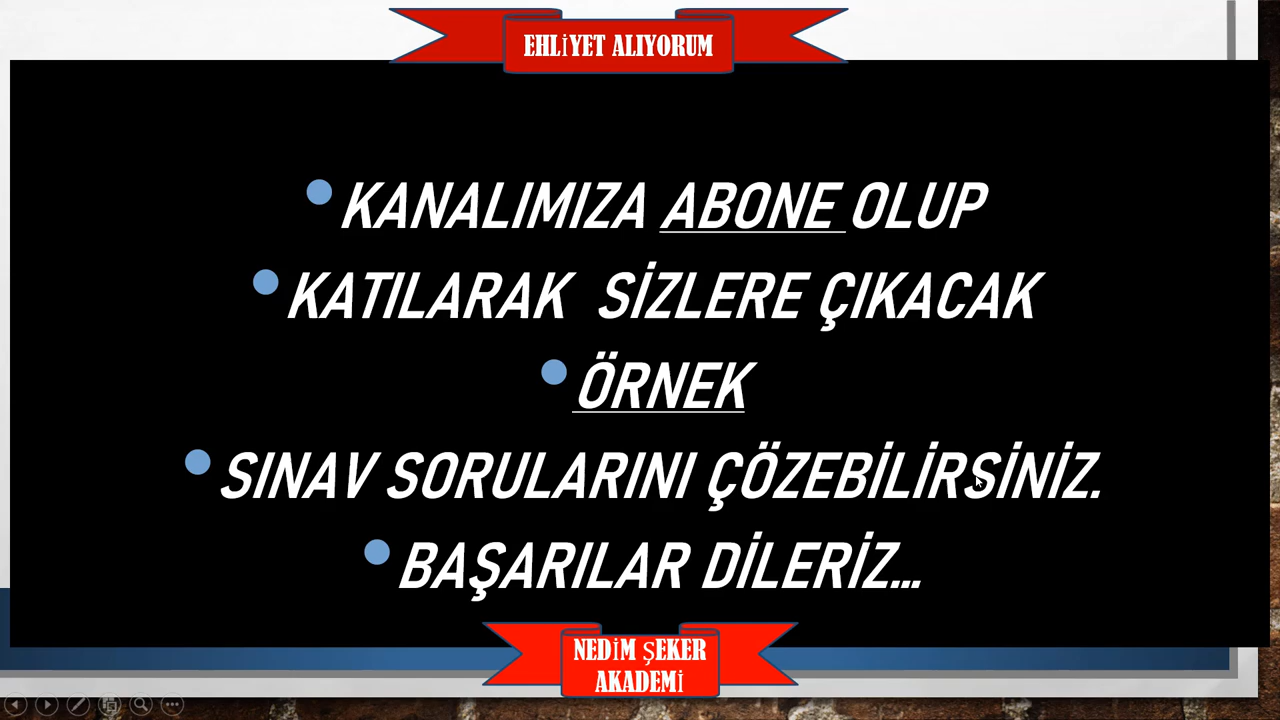 EHLİYET ALIYORUM
KANALIMIZA ABONE OLUP
KATILARAK SİZLERE ÇIKACAK
ÖRNEK
SINAV SORULARINI ÇÖZEBİLİRSİNİZ.
BAŞARILAR DİLERİZ...
NEDİM ŞEKER
AKADEMİ